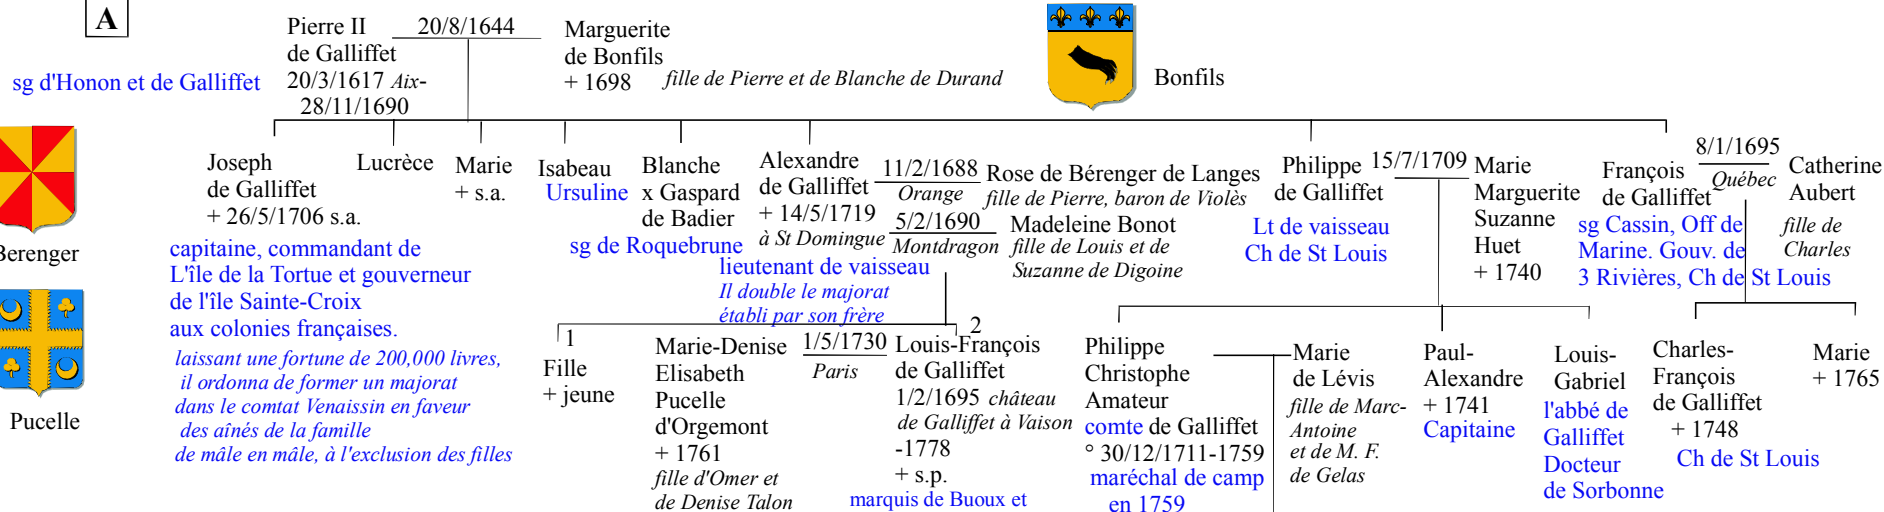 A
Pierre II
de Galliffet
20/3/1617 Aix-
28/11/1690
sg d'Honon et de Galliffet
20/8/1644
Marguerite
de Bonfils
+ 1698
fille de Pierre et de Blanche de Durand
Bonfils
Berenger
Pucelle
Joseph
de Galliffet
+ 26/5/1706 s.a.
capitaine, commandant de
L'île de la Tortue et gouverneur
de l'île Sainte-Croix
aux colonies françaises.
laissant une fortune de 200,000 livres,
il ordonna de former un majorat
dans le comtat Venaissin en faveur
des aînés de la famille
de mâle en mâle, à l'exclusion des filles
Lucrèce
Marie
+ s.a.
Isabeau
Ursuline
Blanche
x Gaspard
de Badier
sg de Roquebrune
Alexandre
de Galliffet
+ 14/5/1719
à St Domingue
lieutenant de vaisseau
Il double le majorat
établi par son frère
11/2/1688
Orange
Rose de Bérenger de Langes
fille de Pierre, baron de Violès
5/2/1690
Montdragon
Madeleine Bonot
fille de Louis et de
Suzanne de Digoine
Philippe
de Galliffet
Lt de vaisseau
Ch de St Louis
15/7/1709
Marie
Marguerite
Suzanne
Huet
+ 1740
François
de Galliffet
sg Cassin, Off de
Marine. Gouv. de
3 Rivières, Ch de St Louis
8/1/1695
Québec
Catherine
Aubert
fille de
Charles
1
Fille
+ jeune
Marie-Denise
Elisabeth
Pucelle
d'Orgemont
+ 1761
fille d'Omer et
de Denise Talon
1/5/1730
Paris
2
Louis-François
de Galliffet
1/2/1695 château
de Galliffet à Vaison
-1778
+ s.p.
marquis de Buoux et
Philippe
Christophe
Amateur
comte de Galliffet
° 30/12/1711-1759
maréchal de camp
en 1759
Marie
de Lévis
fille de Marc-
Antoine
et de M. F.
de Gelas
Paul-
Alexandre
+ 1741
Capitaine
Louis-
Gabriel
l'abbé de
Galliffet
Docteur
de Sorbonne
Charles-
François
de Galliffet
+ 1748
Ch de St Louis
Marie
+ 1765